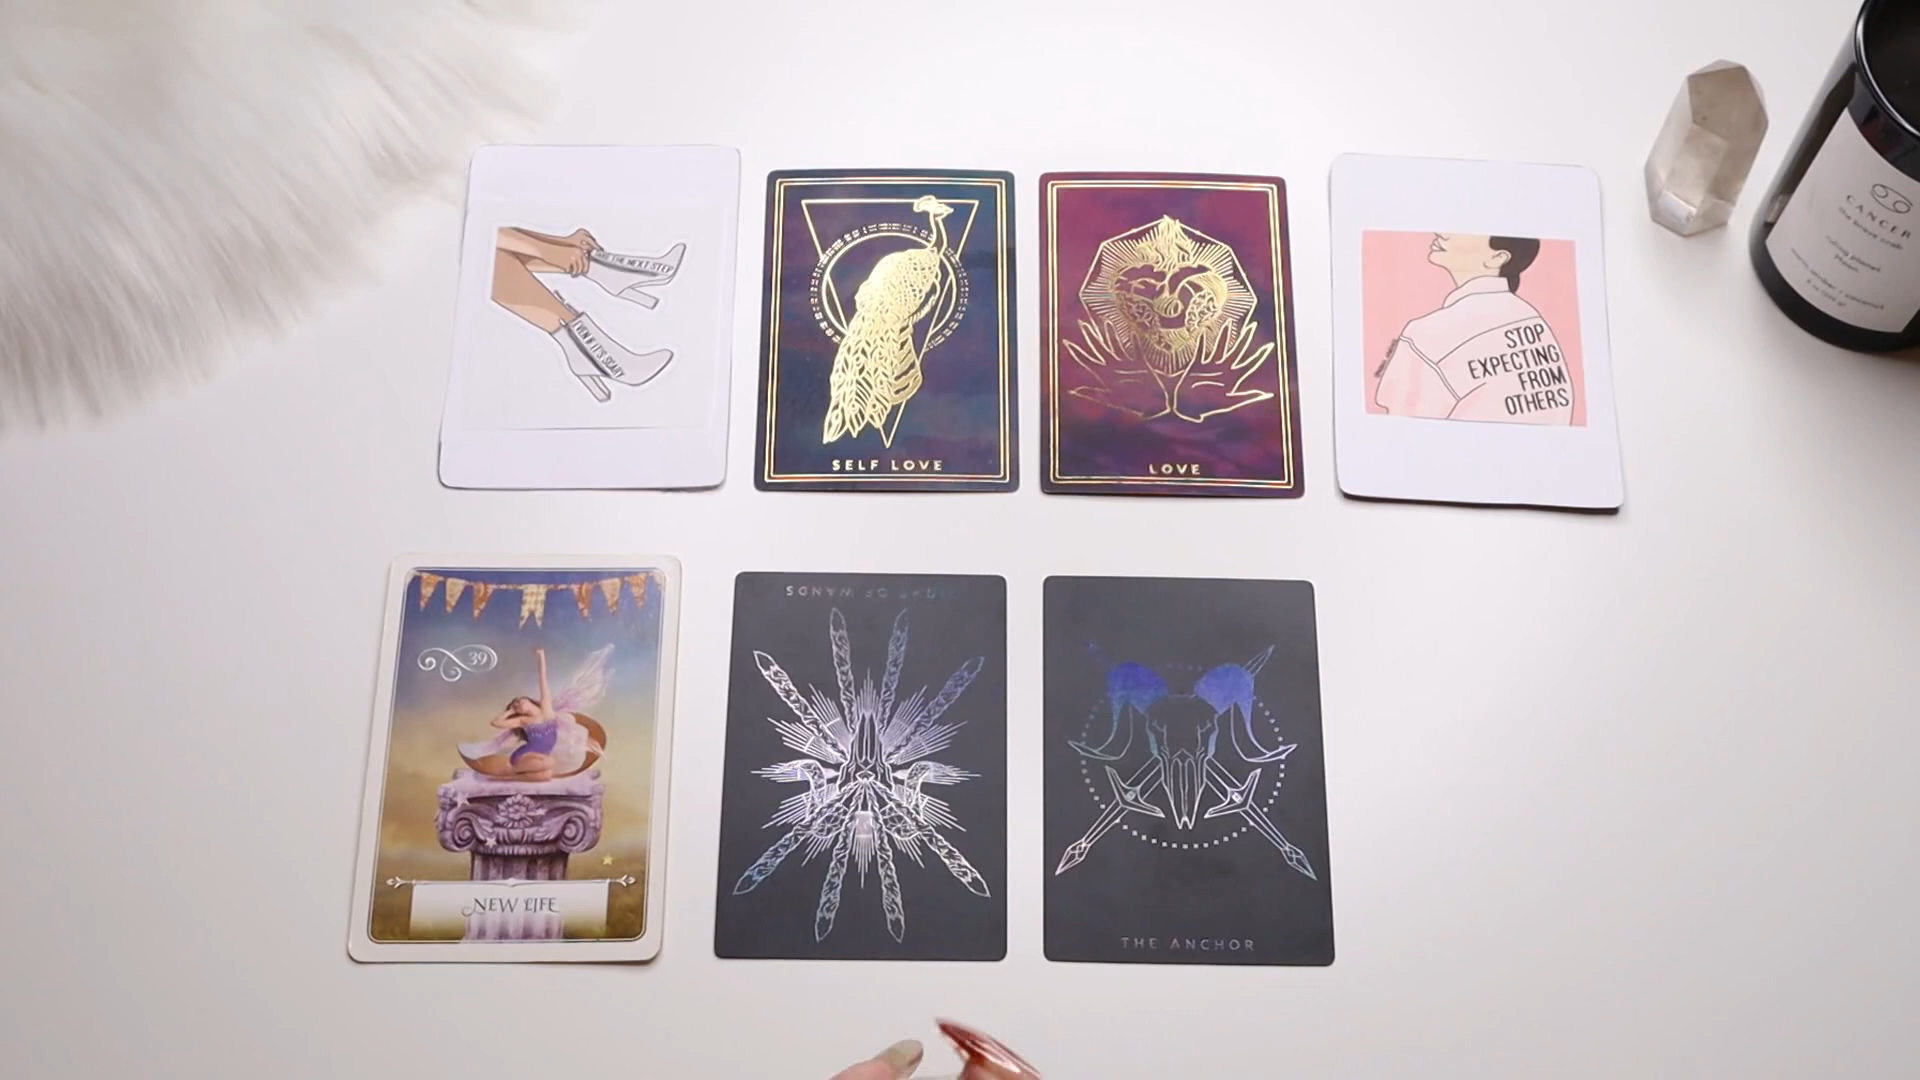 TAKE THE NEXT STEP
EVEN IF IT'S SCARY
SELF LOVE
LOVE
STOP
EXPECTING
FROM
OTHERS
CANCER
39
NEW LIFE
OF WANDS
THE ANCHOR